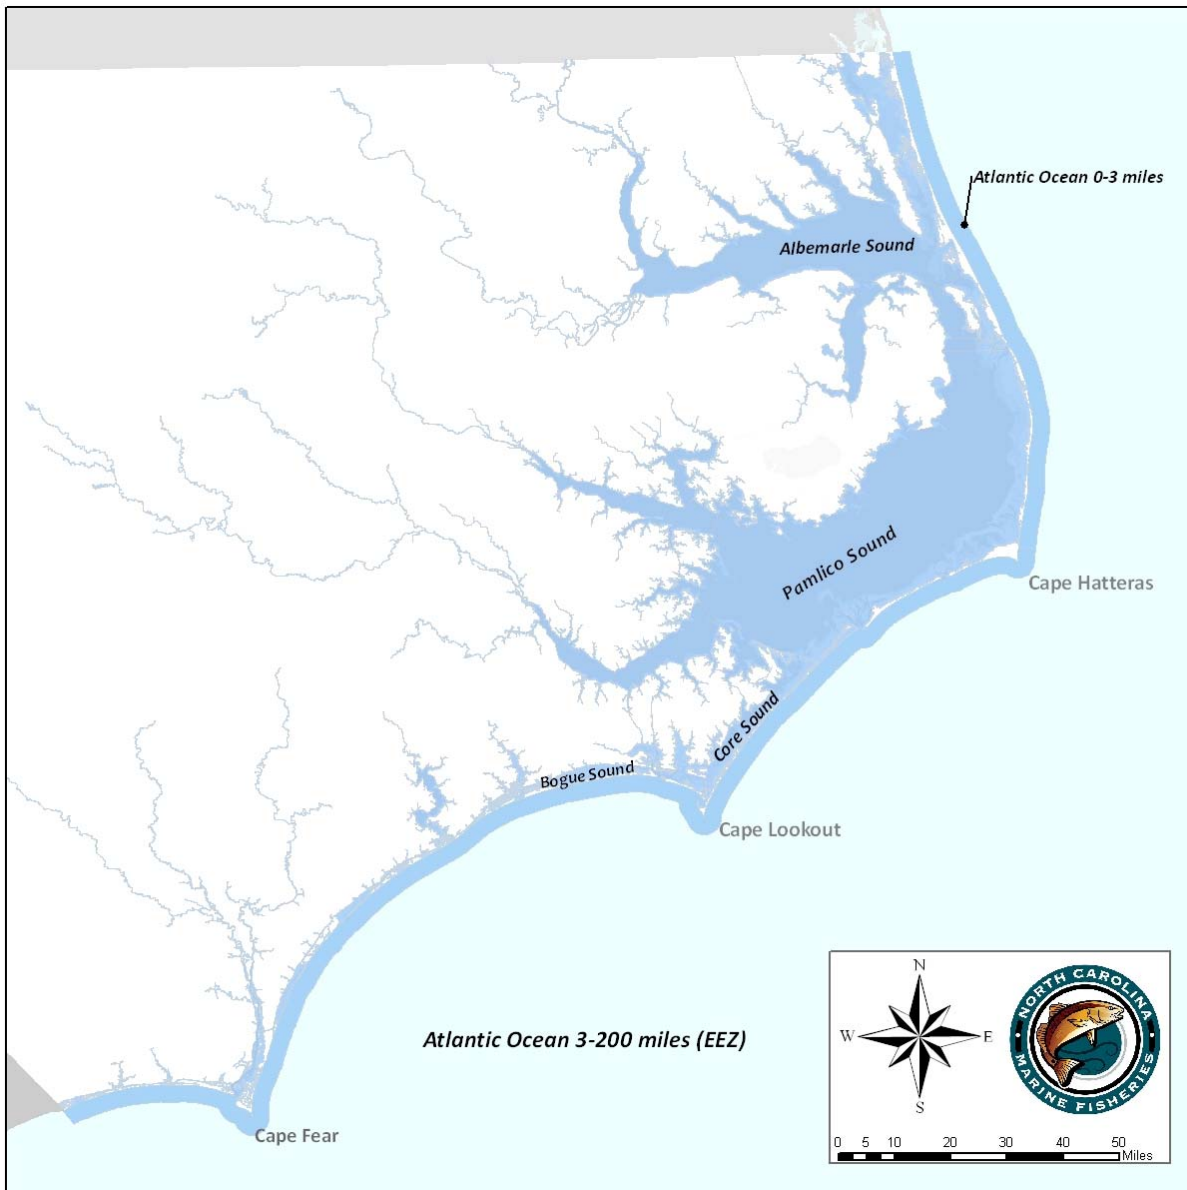 Atlantic Ocean 0-3 miles
Albemarle Sound
Pamlico Sound
Cape Hatteras
Core Sound
Bogue Sound
Cape Lookout
Atlantic Ocean 3-200 miles (EEZ)
Cape Fear
N
W
E
S
NORTH CAROLINA
MARINE FISHERIES
0 5 10 20 30 40 50
Miles